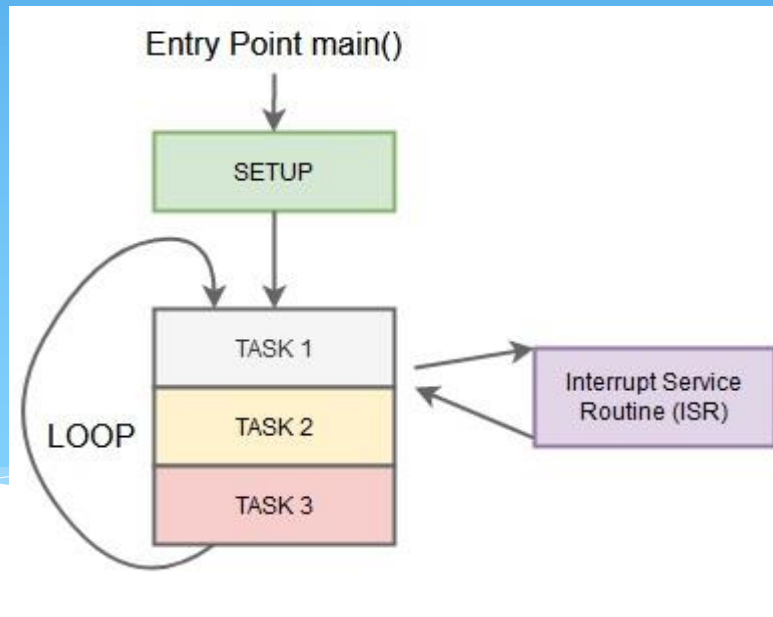 Entry Point main()
SETUP
TASK 1
TASK 2
TASK 3
LOOP
Interrupt Service
Routine (ISR)